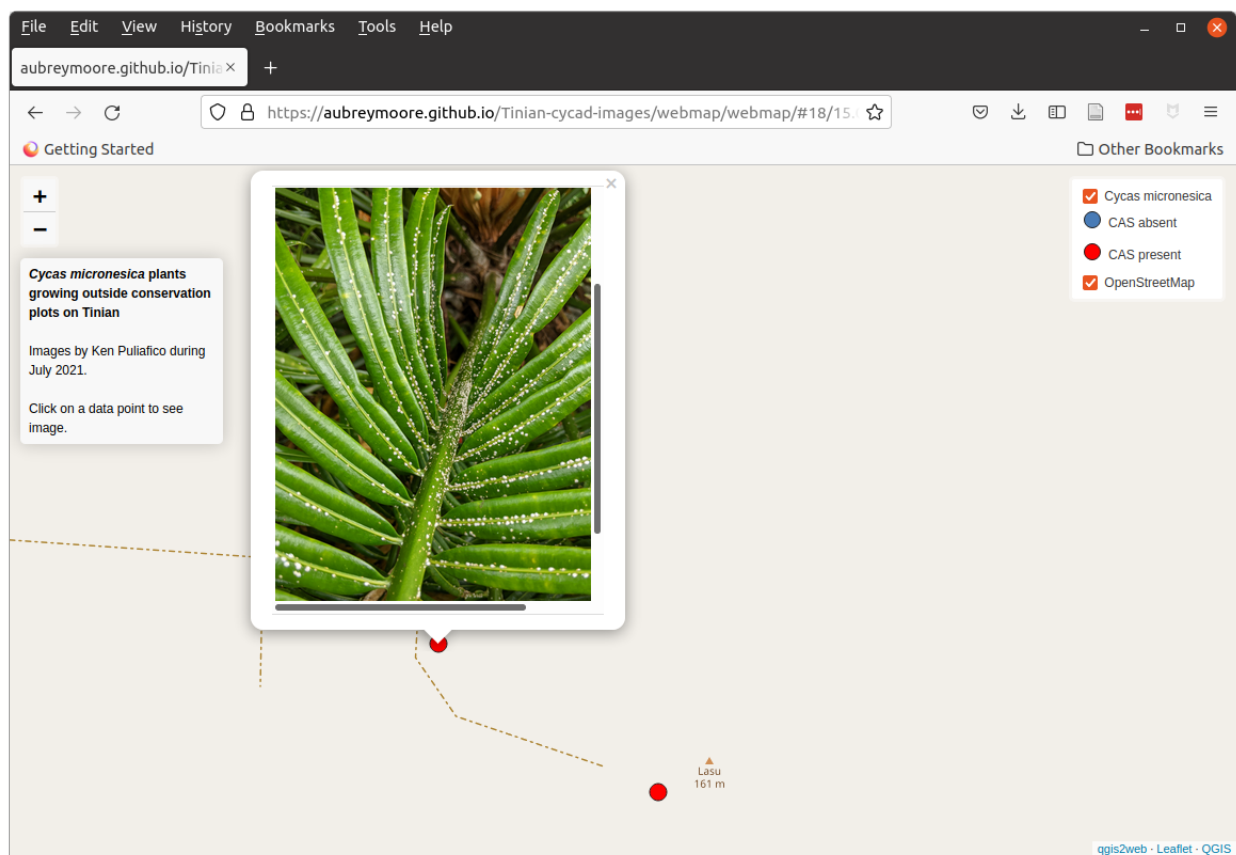 File Edit View History Bookmarks Tools Help
aubreymoore.github.io/Tinia
https://aubreymoore.github.io/Tinian-cycad-images/webmap/webmap/#18/15.
Getting Started
Other Bookmarks
+
−
Cycas micronesica plants
growing outside conservation
plots on Tinian
Images by Ken Puliafico during
July 2021.
Click on a data point to see
image.
Cycas micronesica
CAS absent
CAS present
OpenStreetMap
Lasu
161 m
qgis2web · Leaflet · QGIS